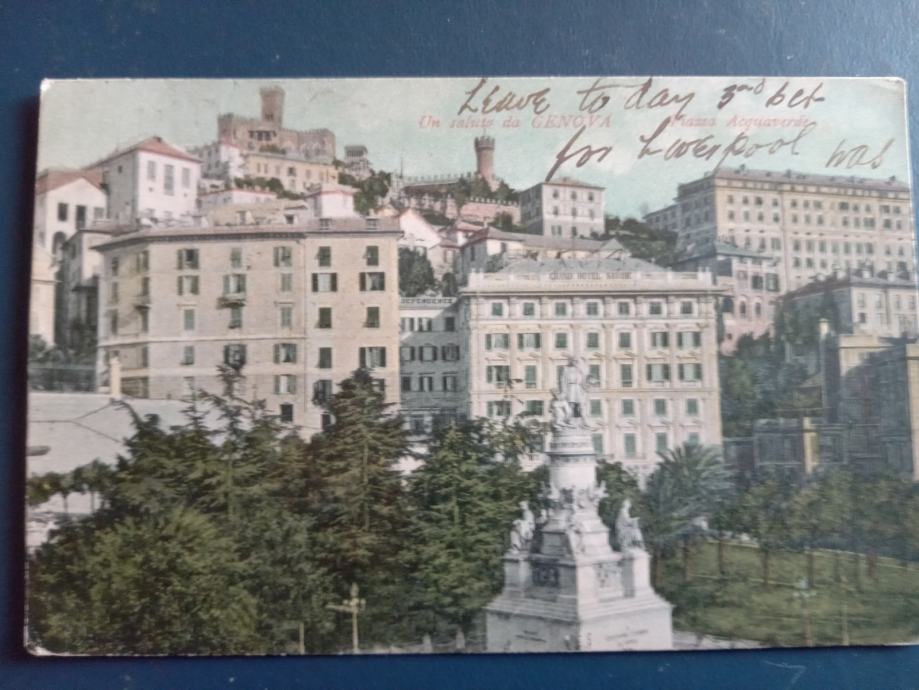 Leave to day 3rd Oct
Un saluto da GENOVA Piazza Acquaverde
for Liverpool was
GRAND HOTEL SAVOIE
DEPENDENCE